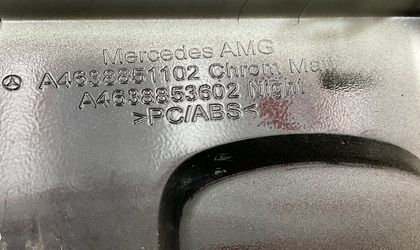 Mercedes AMG
A4638851102 Chrom Matt
A4638853602 Night
>PC/ABS<